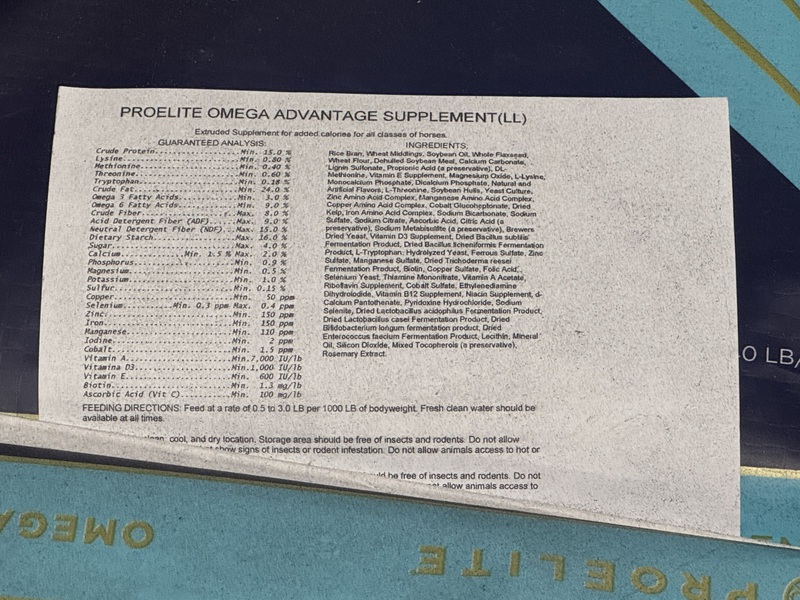 PROELITE OMEGA ADVANTAGE SUPPLEMENT(LL)
Extruded Supplement for added calories for all classes of horses.
GUARANTEED ANALYSIS:
Crude Protein Min. 15.0 %
Lysine Min. 0.80 %
Methionine Min. 0.40 %
Threonine Min. 0.60 %
Tryptophan Min. 0.18 %
Crude Fat Min. 24.0 %
Omega 3 Fatty Acids Min. 3.0 %
Omega 6 Fatty Acids Min. 9.0 %
Crude Fiber Max. 8.0 %
Acid Detergent Fiber (ADF) Max. 9.0 %
Neutral Detergent Fiber (NDF) Max. 15.0 %
Dietary Starch Max. 16.0 %
Sugar Max. 4.0 %
Calcium Min. 1.5 % Max. 2.0 %
Phosphorus Min. 0.9 %
Magnesium Min. 0.5 %
Potassium Min. 1.0 %
Sulfur Min. 0.15 %
Copper Min. 50 ppm
Selenium Min. 0.3 ppm Max. 0.4 ppm
Zinc Min. 150 ppm
Iron Min. 150 ppm
Manganese Min. 110 ppm
Iodine Min. 2 ppm
Cobalt Min. 1.5 ppm
Vitamin A Min. 7,000 IU/lb
Vitamina D3 Min. 1,000 IU/lb
Vitamin E Min. 600 IU/lb
Biotin Min. 1.3 mg/lb
Ascorbic Acid (Vit C) Min. 100 mg/lb
INGREDIENTS:
Rice Bran, Wheat Middlings, Soybean Oil, Whole Flaxseed,
Wheat Flour, Dehulled Soybean Meal, Calcium Carbonate,
Lignin Sulfonate, Propionic Acid (a preservative), DL-
Methionine, Vitamin E Supplement, Magnesium Oxide, L-Lysine,
Monocalcium Phosphate, Dicalcium Phosphate, Natural and
Artificial Flavors, L-Threonine, Soybean Hulls, Yeast Culture,
Zinc Amino Acid Complex, Manganese Amino Acid Complex,
Copper Amino Acid Complex, Cobalt Glucoheptonate, Dried
Kelp, Iron Amino Acid Complex, Sodium Bicarbonate, Sodium
Sulfate, Sodium Citrate, Ascorbic Acid, Citric Acid (a
preservative), Sodium Metabisulfite (a preservative), Brewers
Dried Yeast, Vitamin D3 Supplement, Dried Bacillus subtilis
Fermentation Product, Dried Bacillus licheniformis Fermentation
Product, L-Tryptophan, Hydrolyzed Yeast, Ferrous Sulfate, Zinc
Sulfate, Manganese Sulfate, Dried Trichoderma reesei
Fermentation Product, Biotin, Copper Sulfate, Folic Acid,
Selenium Yeast, Thiamine Mononitrate, Vitamin A Acetate,
Riboflavin Supplement, Cobalt Sulfate, Ethylenediamine
Dihydroiodide, Vitamin B12 Supplement, Niacin Supplement, d-
Calcium Pantothenate, Pyridoxine Hydrochloride, Sodium
Selenite, Dried Lactobacillus acidophilus Fermentation Product,
Dried Lactobacillus casei Fermentation Product, Dried
Bifidobacterium longum fermentation product, Dried
Enterococcus faecium Fermentation Product, Lecithin, Mineral
Oil, Silicon Dioxide, Mixed Tocopherols (a preservative),
Rosemary Extract.
FEEDING DIRECTIONS: Feed at a rate of 0.5 to 3.0 LB per 1000 LB of bodyweight. Fresh clean water should be
available at all times.
clean, cool, and dry location. Storage area should be free of insects and rodents. Do not allow
show signs of insects or rodent infestation. Do not allow animals access to hot or
be free of insects and rodents. Do not
allow animals access to
0 LB/
OMEGA
PROELITE